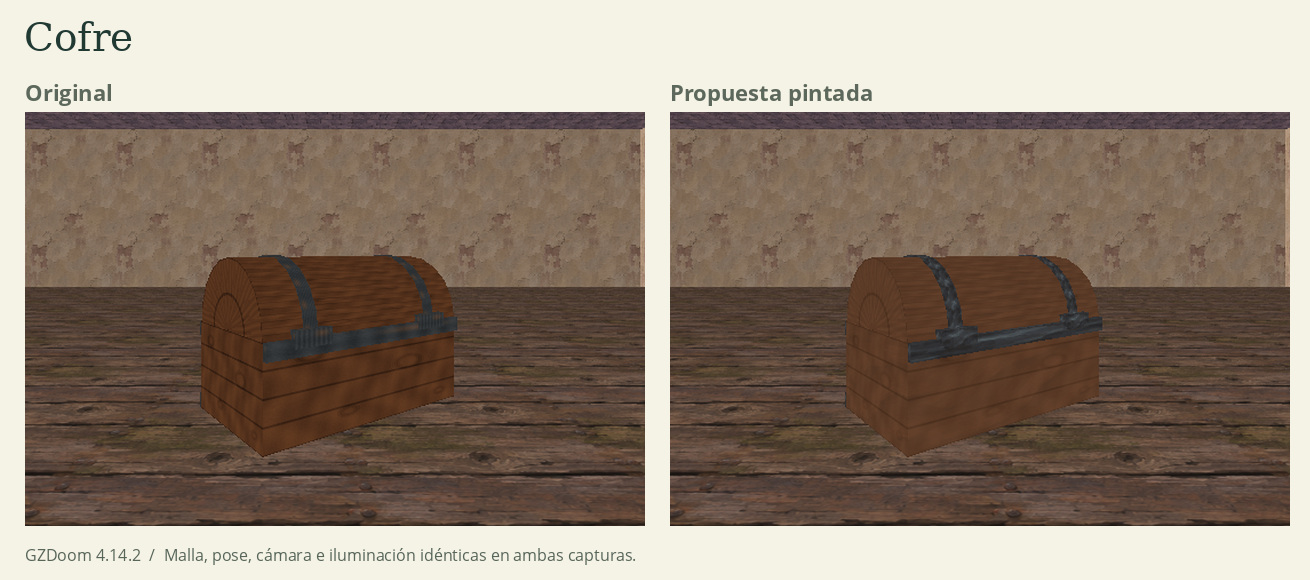 Cofre
Original
Propuesta pintada
GZDoom 4.14.2 / Malla, pose, cámara e iluminación idénticas en ambas capturas.